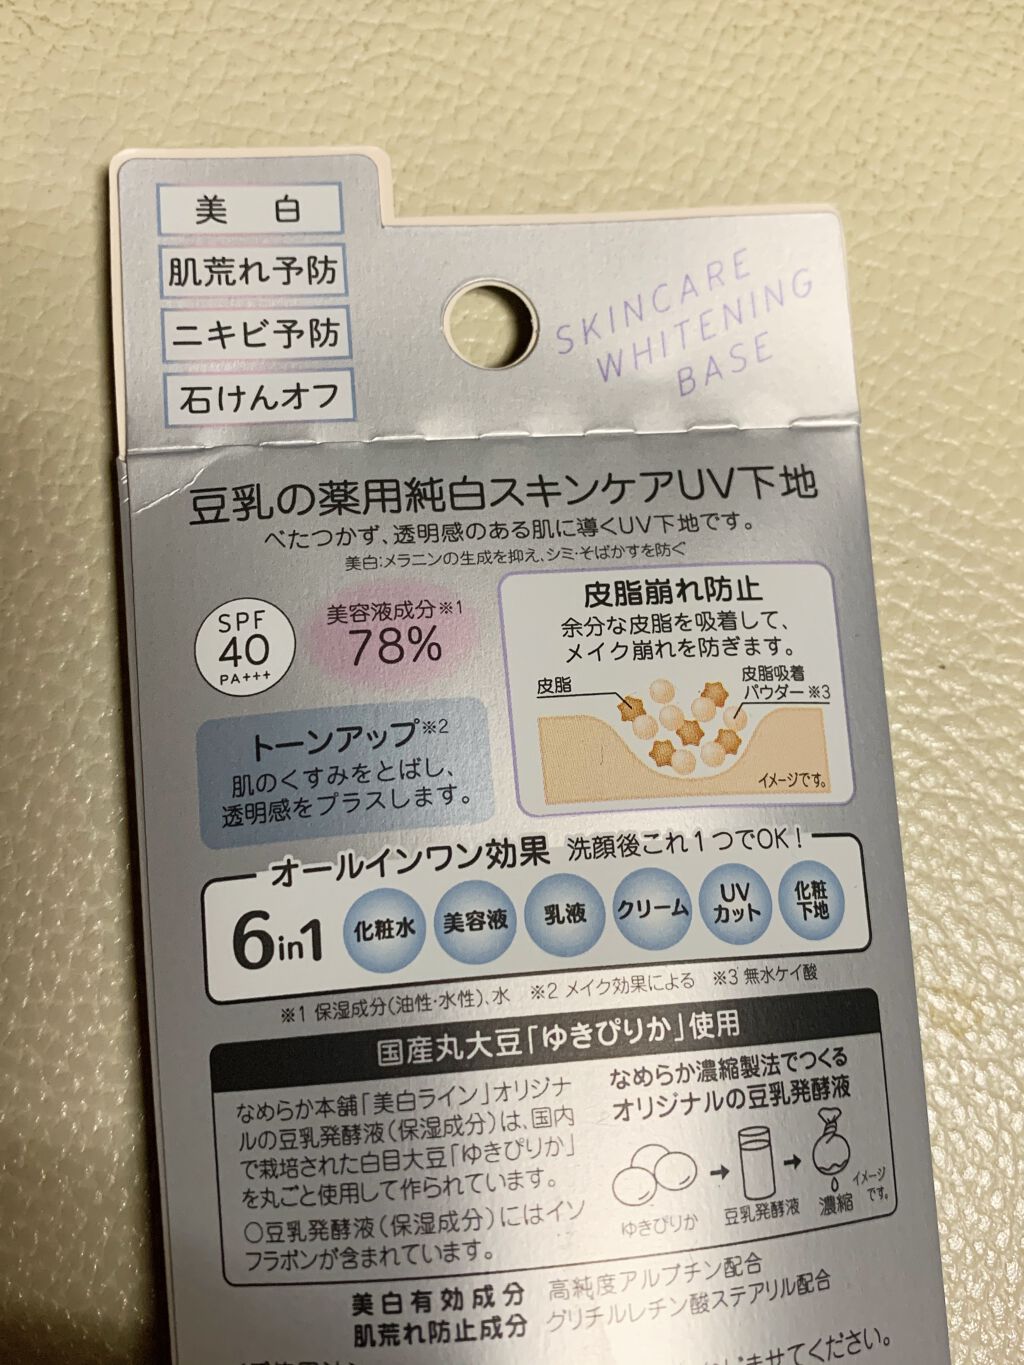 美 白
肌荒れ予防
ニキビ予防
石けんオフ
SKINCARE
WHITENING
BASE
豆乳の薬用純白スキンケアUV下地
べたつかず、透明感のある肌に導くUV下地です。
美白:メラニンの生成を抑え、シミ・そばかすを防ぐ
SPF
40
PA+++
美容液成分※1
78%
トーンアップ※2
肌のくすみをとばし、
透明感をプラスします。
皮脂崩れ防止
余分な皮脂を吸着して、
メイク崩れを防ぎます。
皮脂
皮脂吸着
パウダー※3
イメージです。
オールインワン効果 洗顔後これ1つでOK!
6in1
化粧水
美容液
乳液
クリーム
UV
カット
化粧
下地
※1 保湿成分(油性・水性)、水 ※2 メイク効果による ※3 無水ケイ酸
国産丸大豆「ゆきぴりか」使用
なめらか本舗「美白ライン」オリジナ
ルの豆乳発酵液(保湿成分)は、国内
で栽培された白目大豆「ゆきぴりか」
を丸ごと使用して作られています。
○豆乳発酵液(保湿成分)にはイソ
フラボンが含まれています。
なめらか濃縮製法でつくる
オリジナルの豆乳発酵液
ゆきぴりか
豆乳発酵液
濃縮
イメージ
です。
美白有効成分 高純度アルブチン配合
肌荒れ防止成分 グリチルレチン酸ステアリル配合
ませてください。